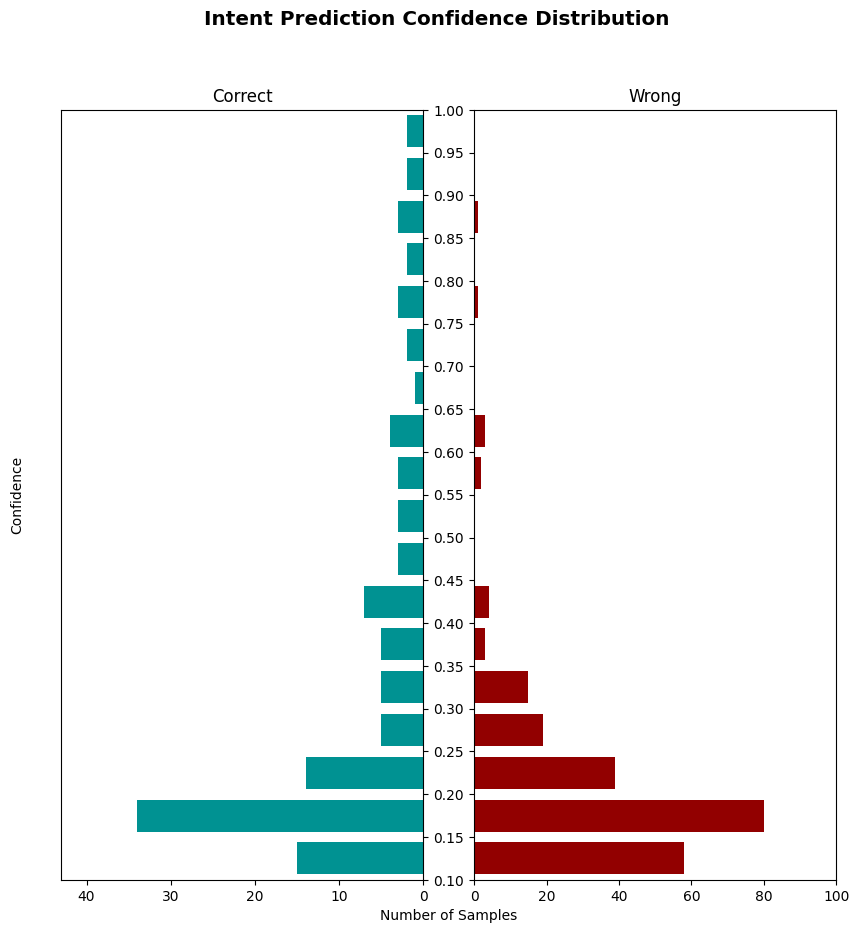 Intent Prediction Confidence Distribution
Correct
Wrong
1.00
0.95
0.90
0.85
0.80
0.75
0.70
0.65
0.60
0.55
0.50
0.45
0.40
0.35
0.30
0.25
0.20
0.15
0.10
Confidence
40 30 20 10 0
0 20 40 60 80 100
Number of Samples